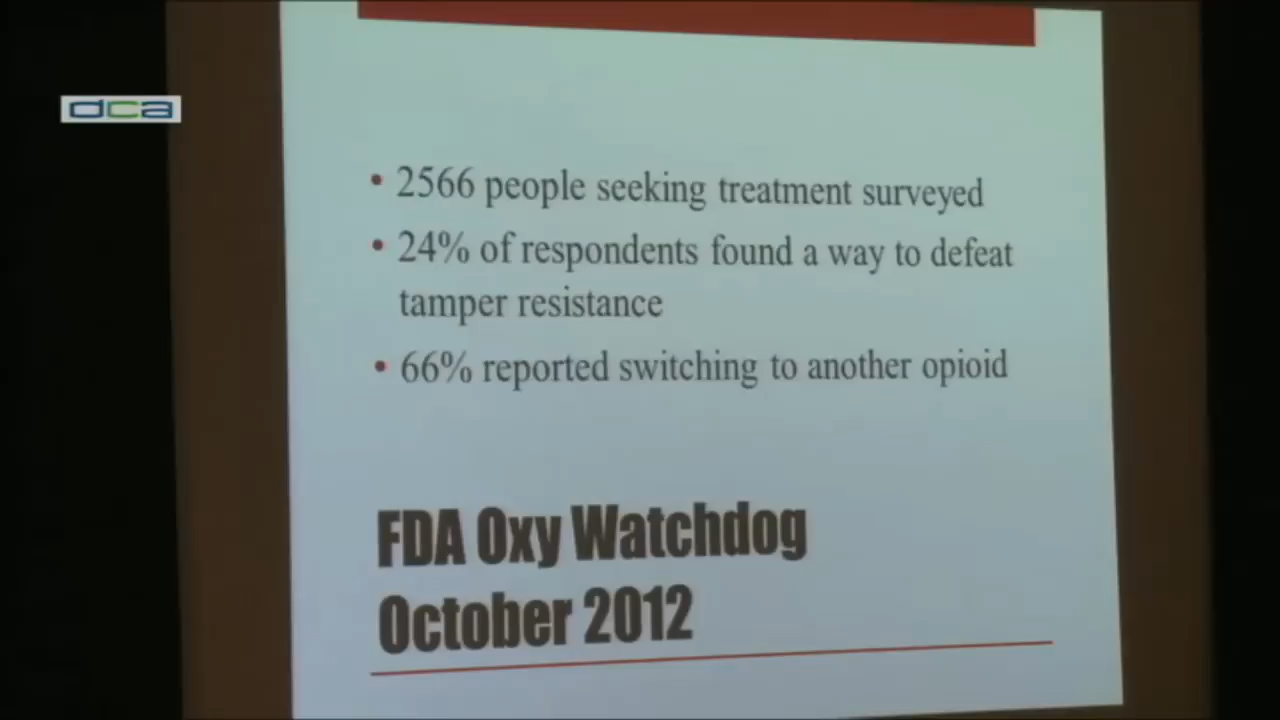 dca
• 2566 people seeking treatment surveyed
• 24% of respondents found a way to defeat
tamper resistance
• 66% reported switching to another opioid
FDA Oxy Watchdog
October 2012